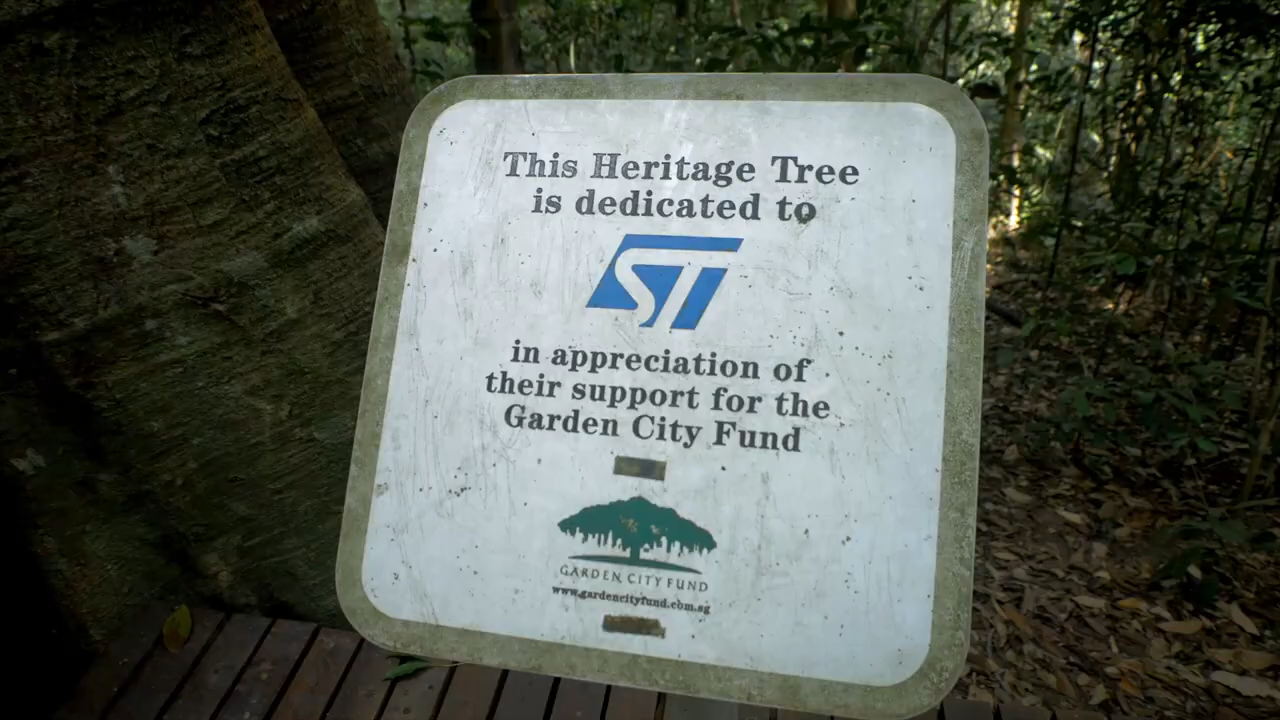 This Heritage Tree
is dedicated to
ST
in appreciation of
their support for the
Garden City Fund
GARDEN CITY FUND
www.gardencityfund.com.sg